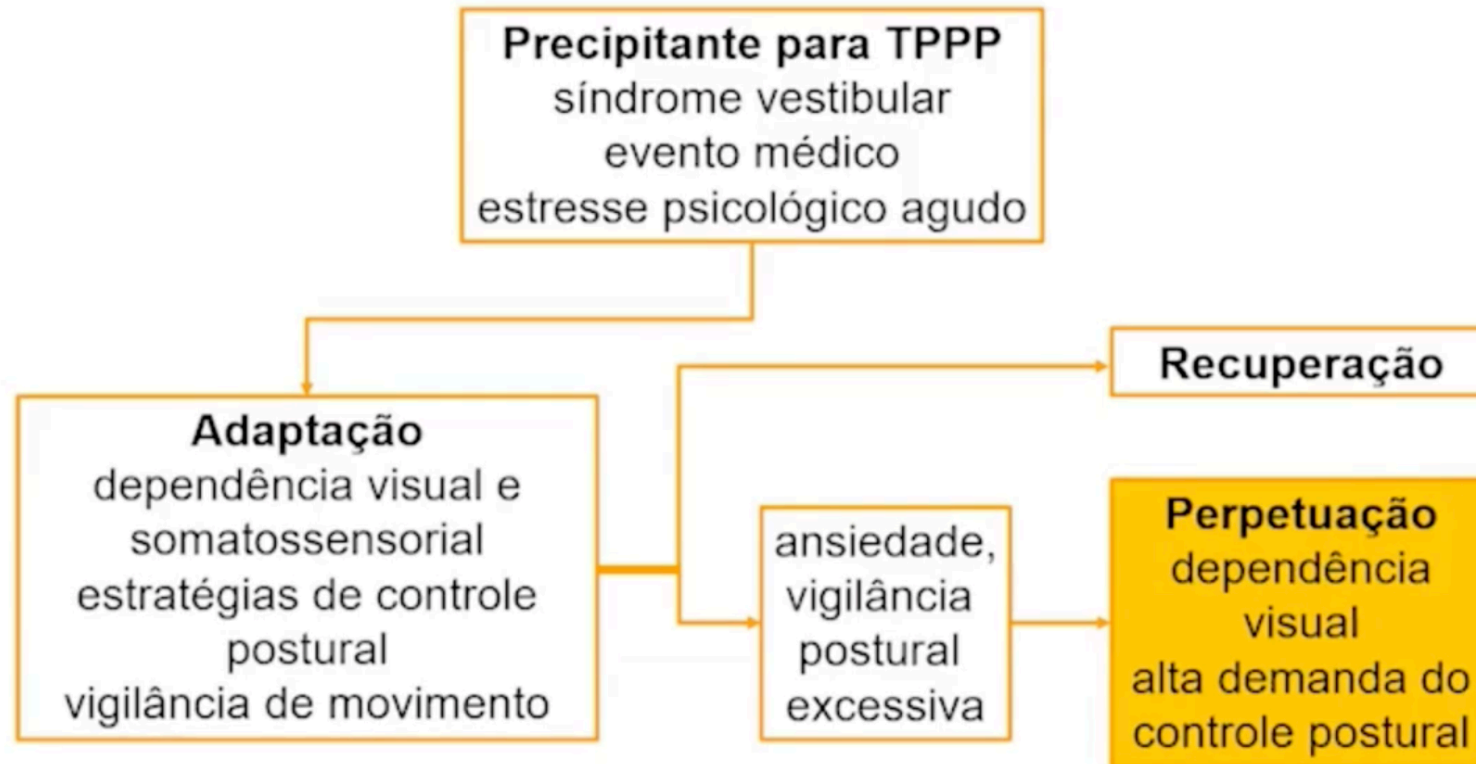 Precipitante para TPPP
síndrome vestibular
evento médico
estresse psicológico agudo
Recuperação
Adaptação
dependência visual e
somatossensorial
estratégias de controle
postural
vigilância de movimento
ansiedade,
vigilância
postural
excessiva
Perpetuação
dependência
visual
alta demanda do
controle postural